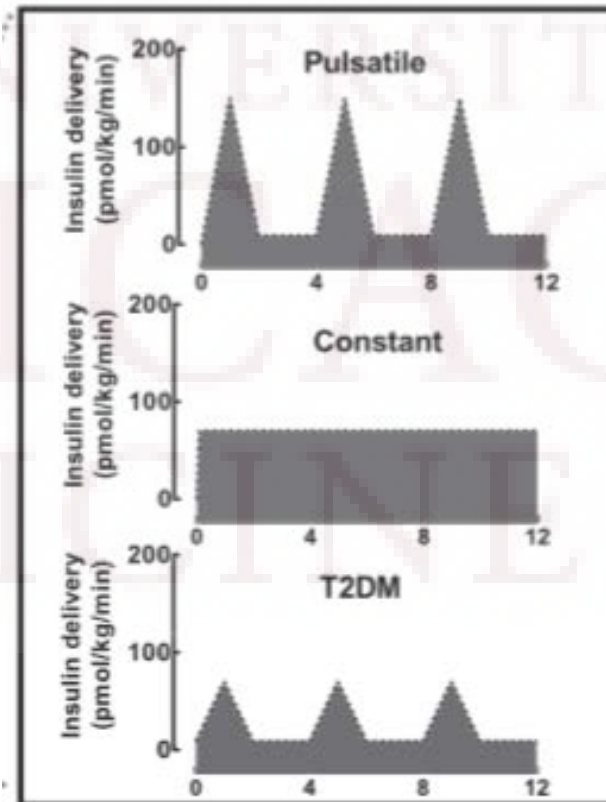 Insulin delivery
(pmol/kg/min)
200
100
0
Pulsatile
0 4 8 12
Insulin delivery
(pmol/kg/min)
200
100
0
Constant
0 4 8 12
Insulin delivery
(pmol/kg/min)
200
100
0
T2DM
0 4 8 12